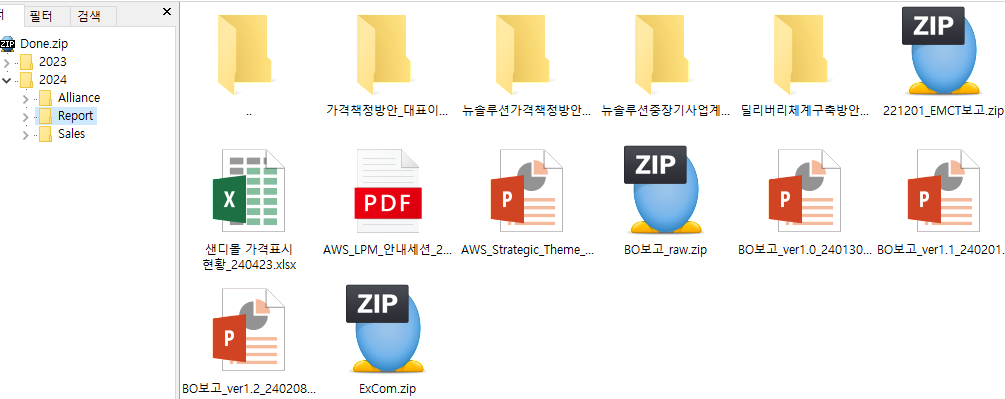 필터
검색
×
ZIP Done.zip
2023
2024
Alliance
Report
Sales
..
가격책정방안_대표이...
뉴솔루션가격책정방안...
뉴솔루션중장기사업계...
딜리버리체계구축방안...
ZIP
221201_EMCT보고.zip
X
샌디몰 가격표시
현황_240423.xlsx
PDF
AWS_LPM_안내세션_2...
P
AWS_Strategic_Theme_...
ZIP
BO보고_raw.zip
P
BO보고_ver1.0_240130...
P
BO보고_ver1.1_240201...
P
BO보고_ver1.2_240208...
ZIP
ExCom.zip